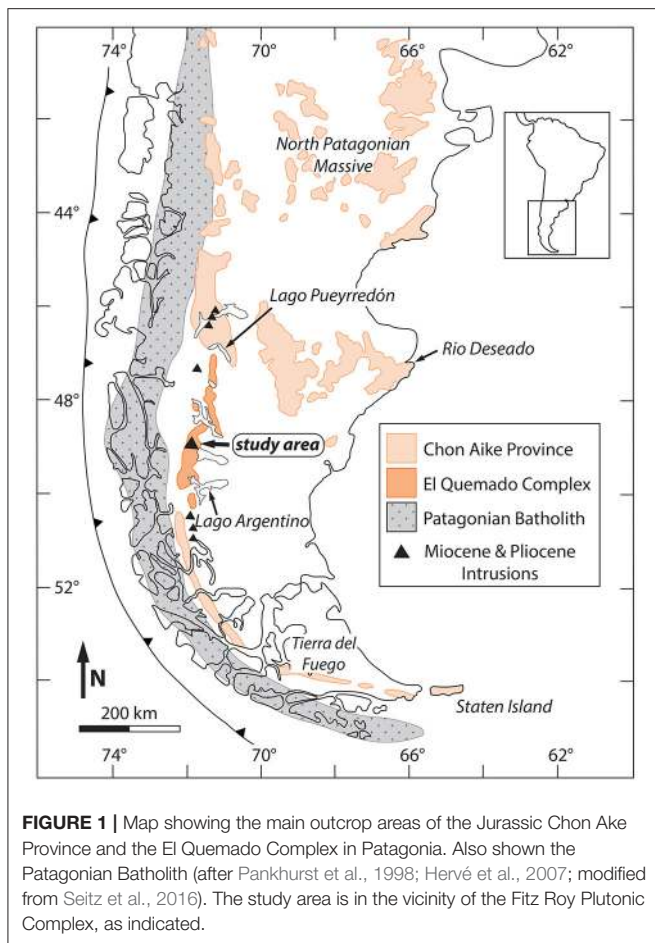 74°
70°
66°
62°
North Patagonian
Massive
44°
Lago Pueyrredón
Rio Deseado
48°
study area
Chon Aike Province
El Quemado Complex
Patagonian Batholith
Miocene & Pliocene
Intrusions
Lago Argentino
52°
Tierra del
Fuego
N
Staten Island
200 km
74°
70°
66°
62°
FIGURE 1 | Map showing the main outcrop areas of the Jurassic Chon Ake
Province and the El Quemado Complex in Patagonia. Also shown the
Patagonian Batholith (after Pankhurst et al., 1998; Hervé et al., 2007; modified
from Seitz et al., 2016). The study area is in the vicinity of the Fitz Roy Plutonic
Complex, as indicated.